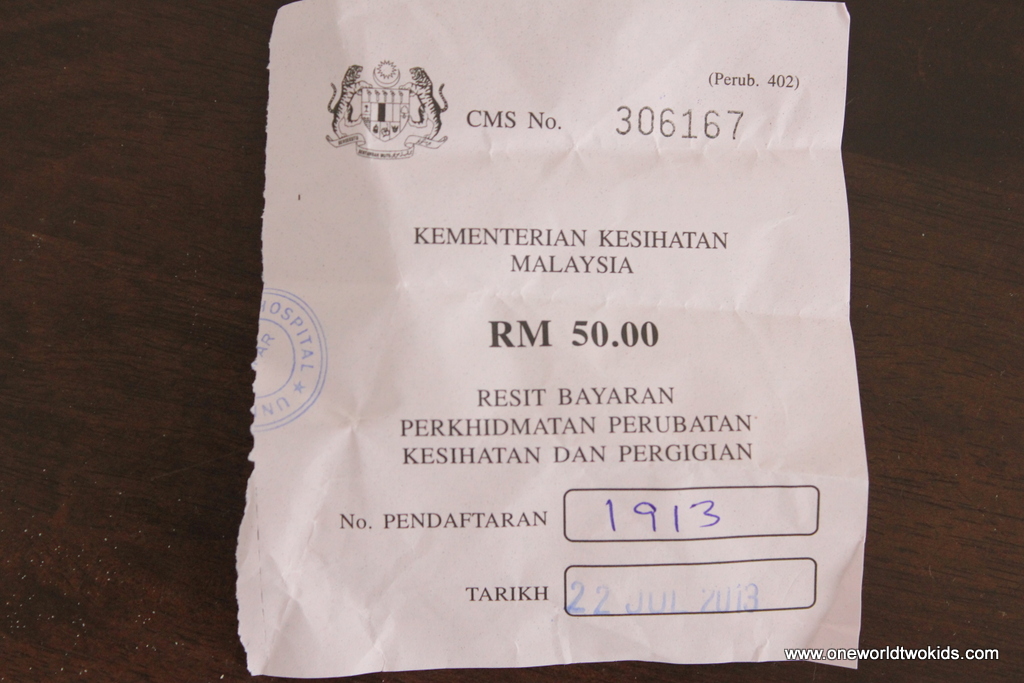 (Perub. 402)
CMS No. 306167
KEMENTERIAN KESIHATAN
MALAYSIA
RM 50.00
HOSPITAL ★
RESIT BAYARAN
PERKHIDMATAN PERUBATAN
KESIHATAN DAN PERGIGIAN
No. PENDAFTARAN 1913
TARIKH 22 JUL 2013
www.oneworldtwokids.com